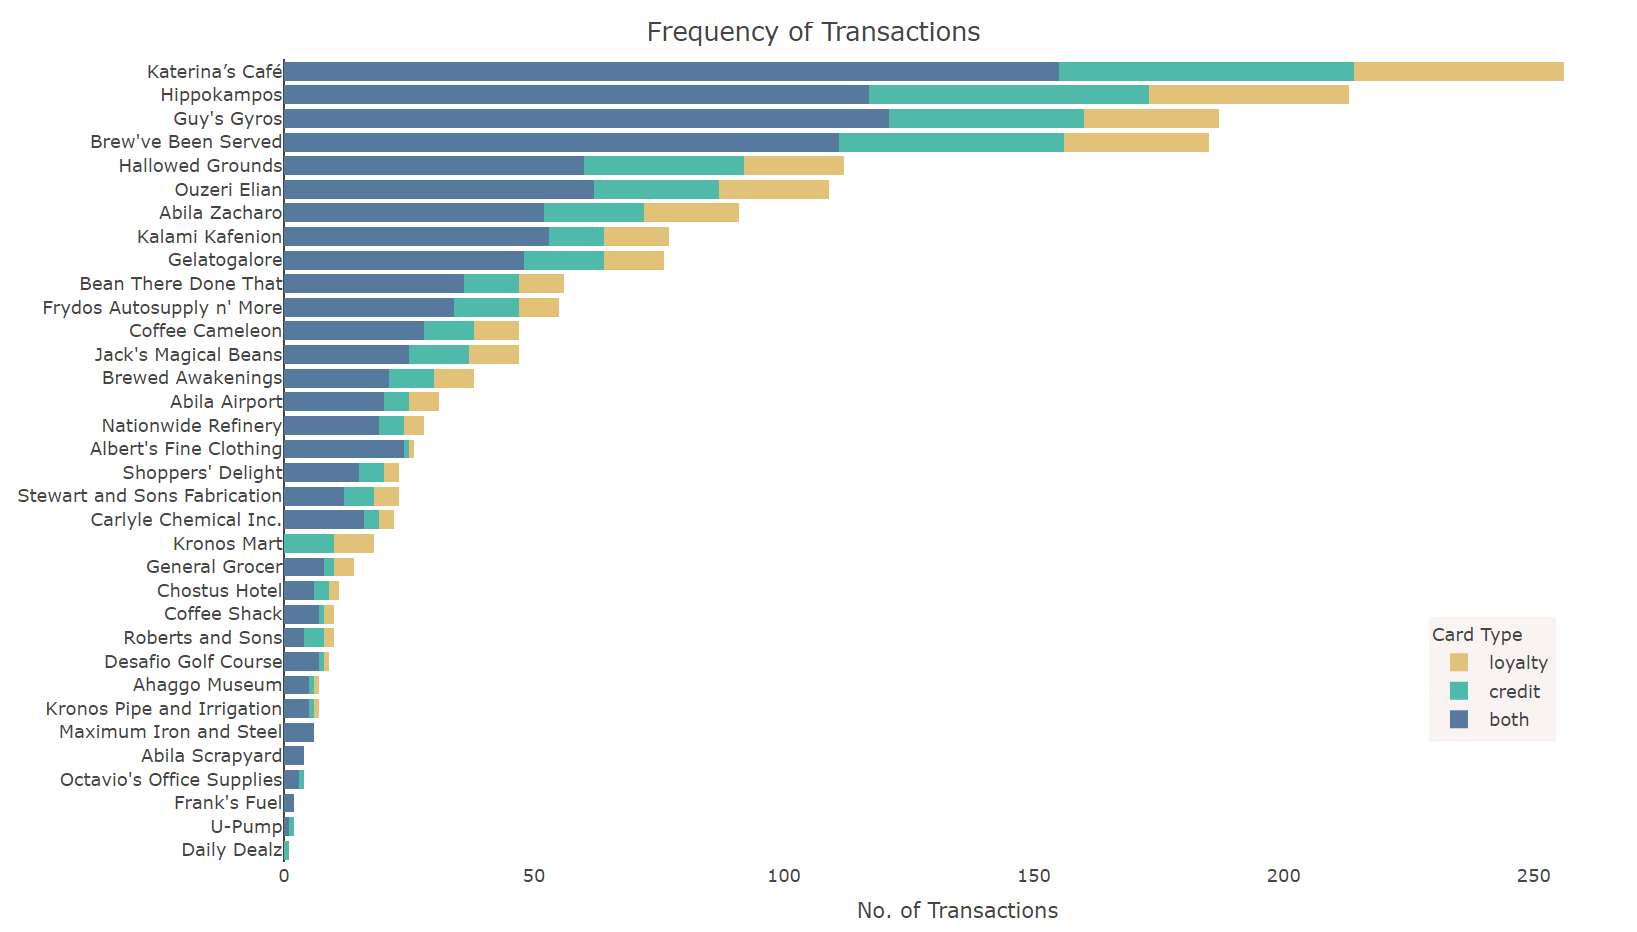 Frequency of Transactions
Katerina’s Café
Hippokampos
Guy's Gyros
Brew've Been Served
Hallowed Grounds
Ouzeri Elian
Abila Zacharo
Kalami Kafenion
Gelatogalore
Bean There Done That
Frydos Autosupply n' More
Coffee Cameleon
Jack's Magical Beans
Brewed Awakenings
Abila Airport
Nationwide Refinery
Albert's Fine Clothing
Shoppers' Delight
Stewart and Sons Fabrication
Carlyle Chemical Inc.
Kronos Mart
General Grocer
Chostus Hotel
Coffee Shack
Roberts and Sons
Desafio Golf Course
Ahaggo Museum
Kronos Pipe and Irrigation
Maximum Iron and Steel
Abila Scrapyard
Octavio's Office Supplies
Frank's Fuel
U-Pump
Daily Dealz
Card Type
loyalty
credit
both
0 50 100 150 200 250
No. of Transactions